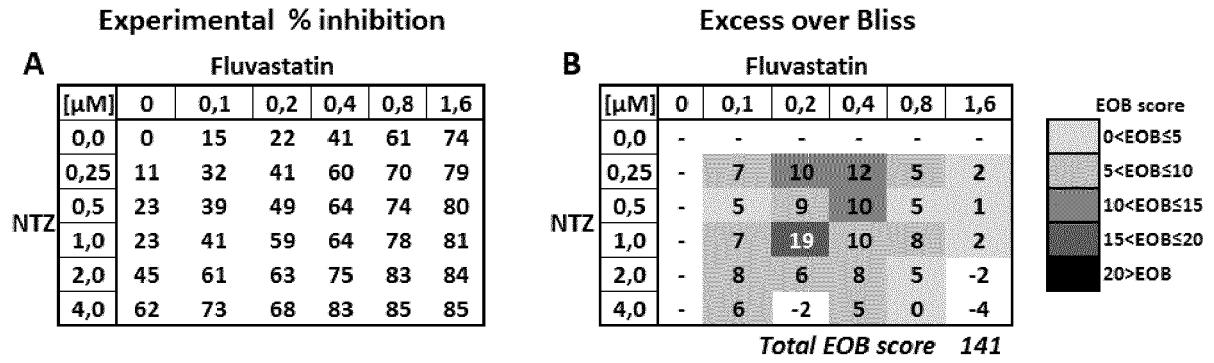 Experimental % inhibition
Excess over Bliss
A Fluvastatin
[µM] 0 0,1 0,2 0,4 0,8 1,6
0,0 0 15 22 41 61 74
0,25 11 32 41 60 70 79
0,5 23 39 49 64 74 80
NTZ
1,0 23 41 59 64 78 81
2,0 45 61 63 75 83 84
4,0 62 73 68 83 85 85
B Fluvastatin
[µM] 0 0,1 0,2 0,4 0,8 1,6
0,0 - - - - - -
0,25 - 7 10 12 5 2
0,5 - 5 9 10 5 1
NTZ
1,0 - 7 19 10 8 2
2,0 - 8 6 8 5 -2
4,0 - 6 -2 5 0 -4
Total EOB score 141
EOB score
0<EOB≤5
5<EOB≤10
10<EOB≤15
15<EOB≤20
20>EOB